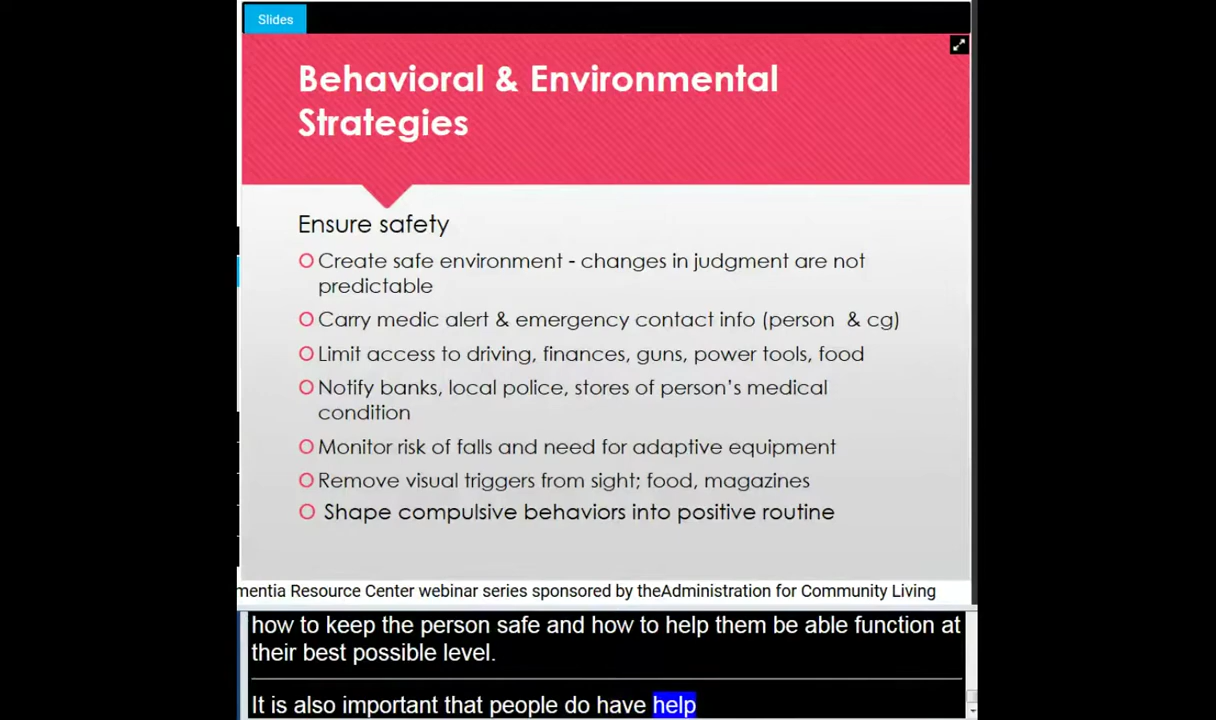 Slides
Behavioral & Environmental
Strategies
Ensure safety
Create safe environment - changes in judgment are not
predictable
Carry medic alert & emergency contact info (person & cg)
Limit access to driving, finances, guns, power tools, food
Notify banks, local police, stores of person's medical
condition
Monitor risk of falls and need for adaptive equipment
Remove visual triggers from sight; food, magazines
Shape compulsive behaviors into positive routine
mentia Resource Center webinar series sponsored by theAdministration for Community Living
how to keep the person safe and how to help them be able function at
their best possible level.
It is also important that people do have help